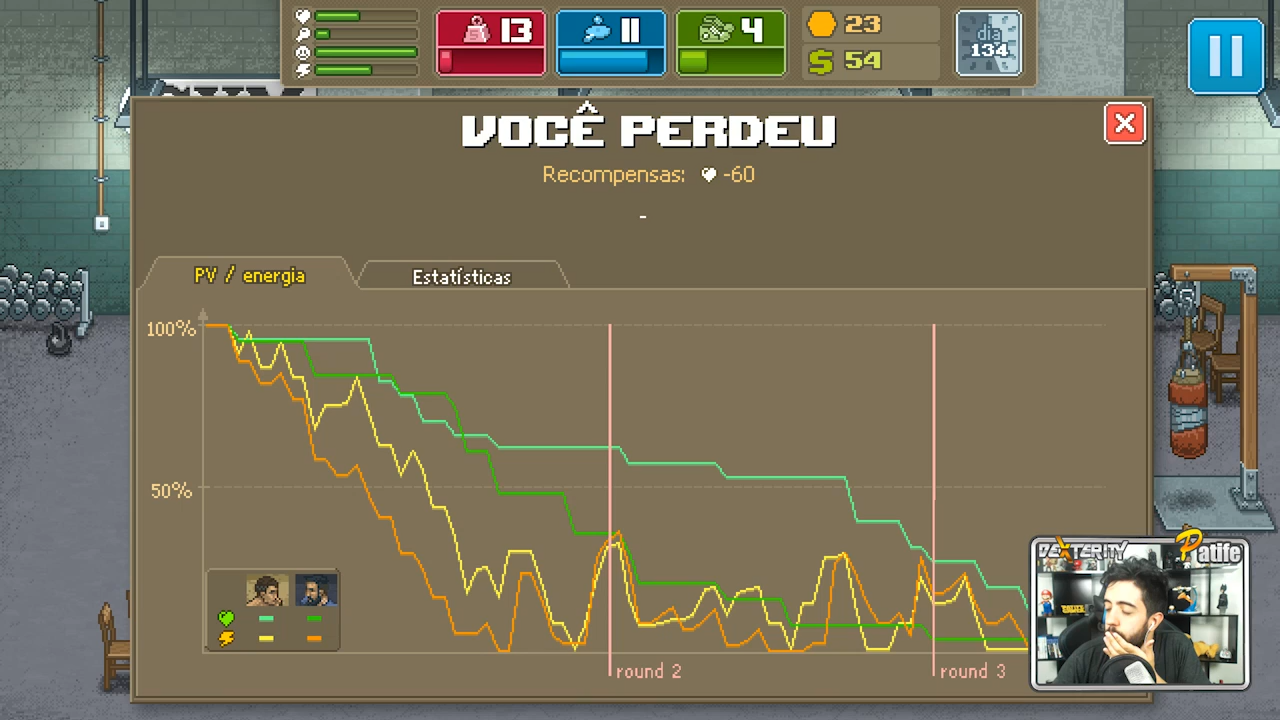 13
11
4
23
54
dia
134
VOCÊ PERDEU
Recompensas: -60
-
PV / energia
Estatísticas
100%
50%
round 2
round 3
DEXTERITY
Patife